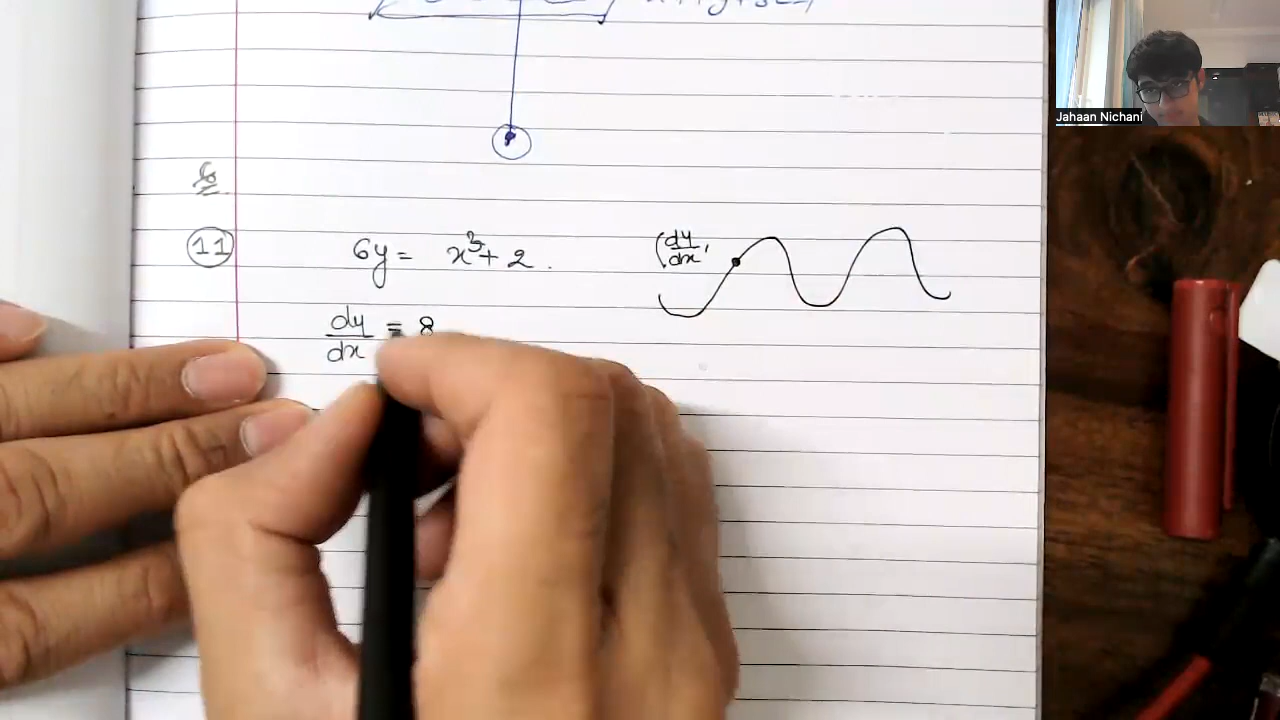 Jahaan Nichani
11 6y = x³ + 2 .
(dy/dx,
dy/dx = 8